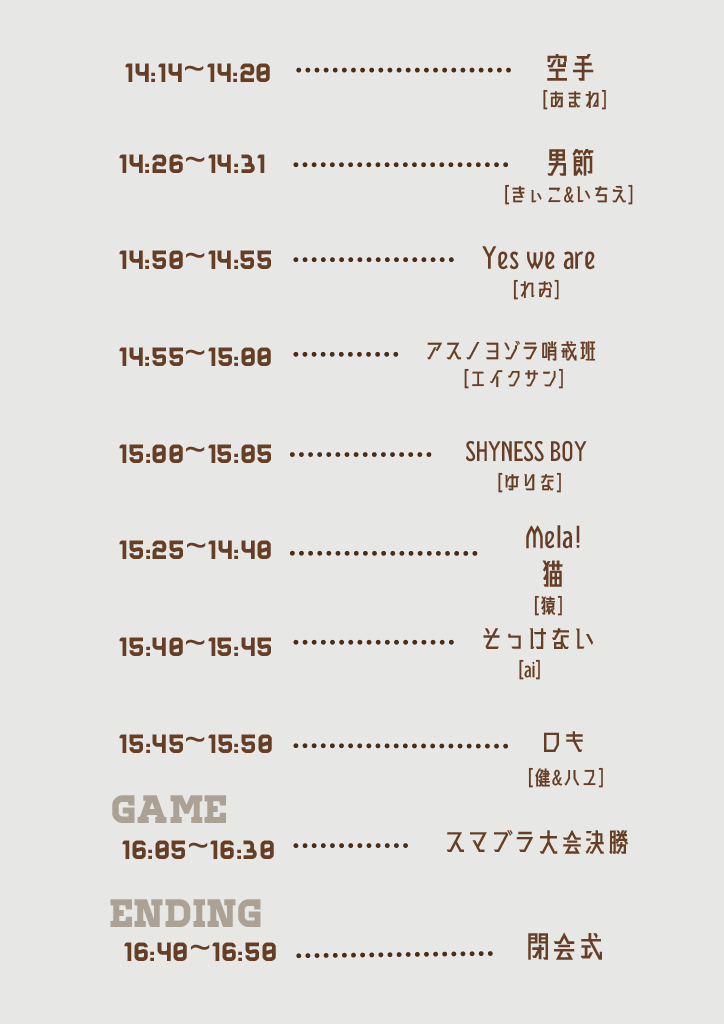 14:14～14:20 ························ 空手
[あまね]
14:26～14:31 ························ 男節
[きぃこ&いちえ]
14:50～14:55 ·················· Yes we are
[れお]
14:55～15:00 ············ アスノヨゾラ哨戒班
[エイクサン]
15:00～15:05 ················ SHYNESS BOY
[ゆりな]
15:25～14:40 ····················· Mela!
猫
[猿]
15:40～15:45 ·················· そっけない
[ai]
15:45～15:50 ························ ロキ
[健&ハユ]
GAME
16:05～16:30 ············· スマブラ大会決勝
ENDING
16:40～16:50 ······················ 閉会式